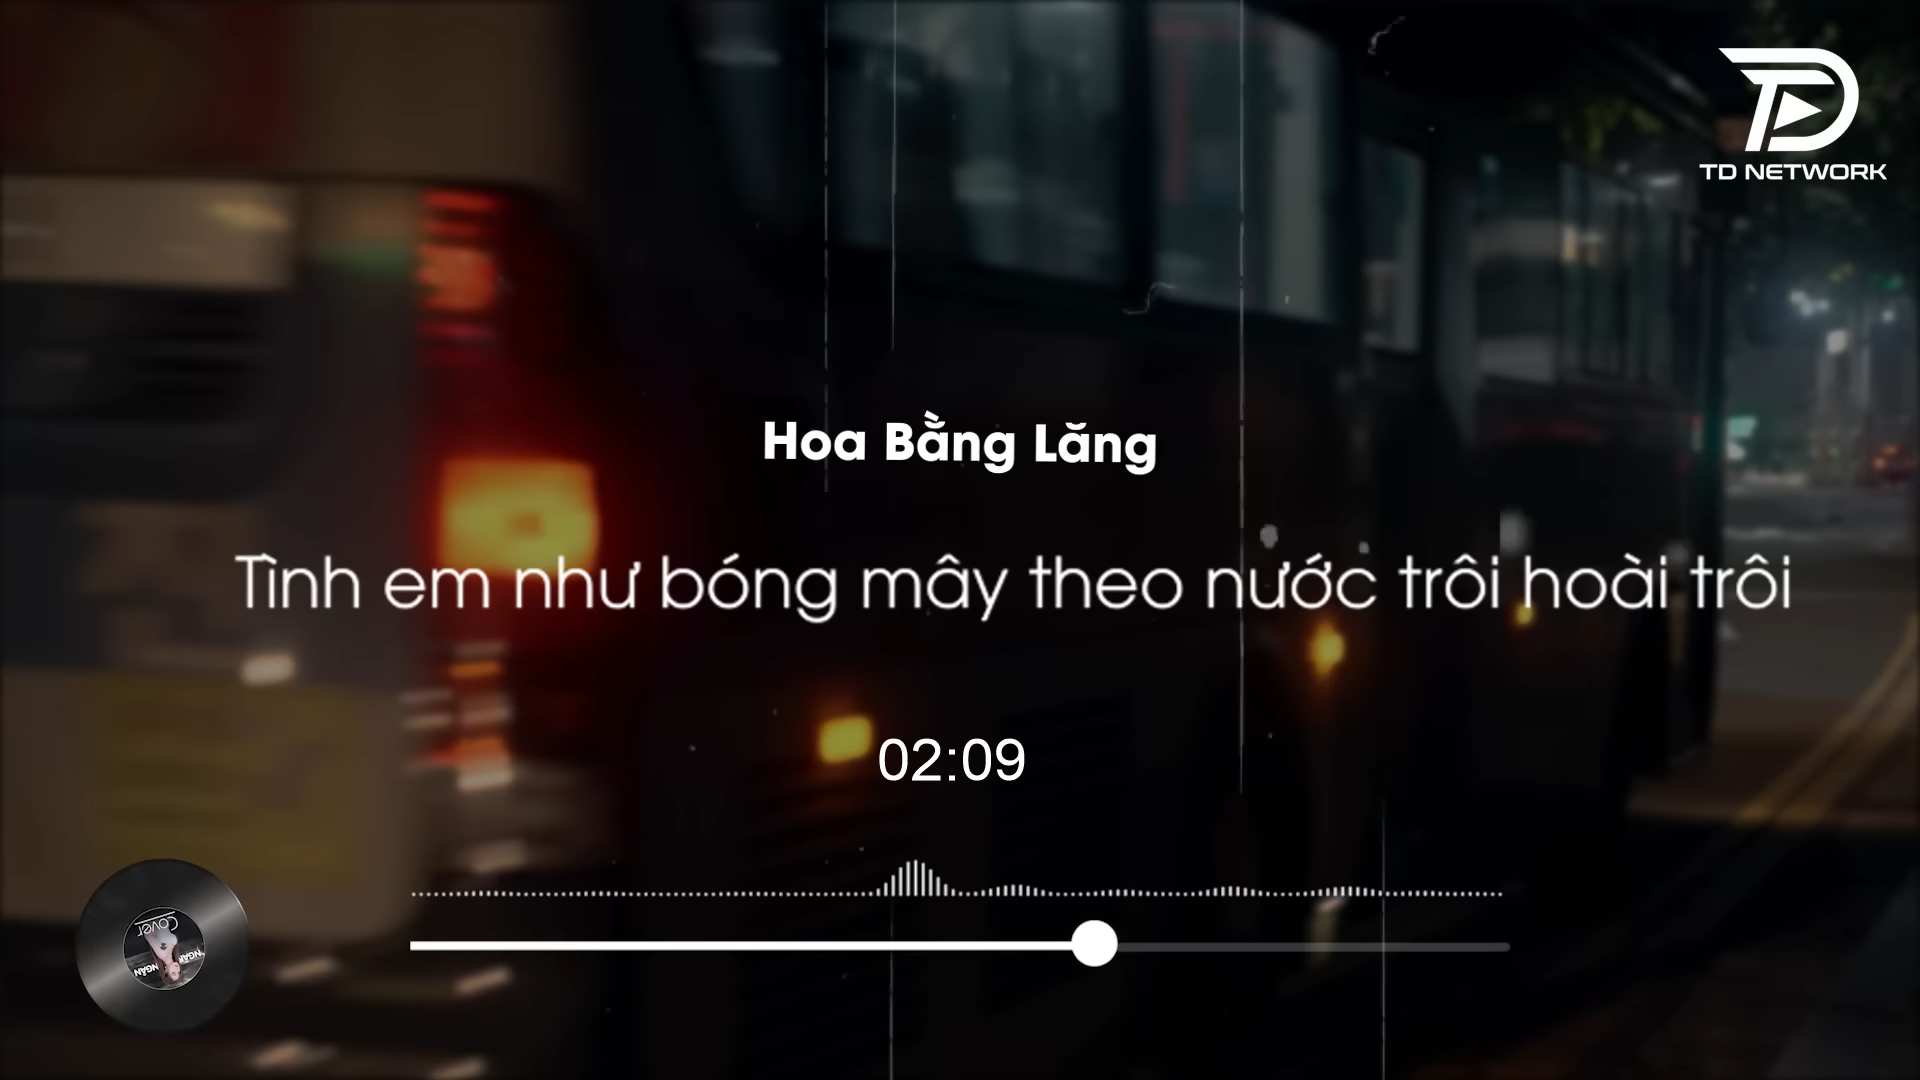 TD NETWORK
Hoa Bằng Lăng
Tình em như bóng mây theo nước trôi hoài trôi
02:09
Cover
NGÂN NGÂN